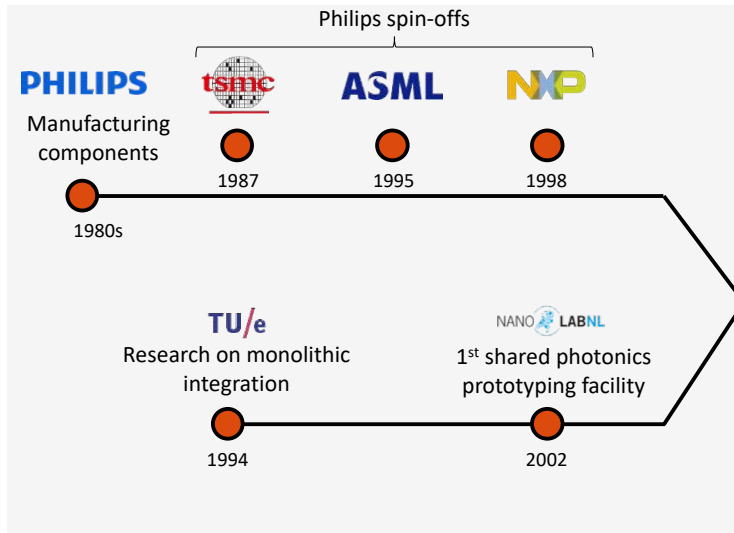 Philips spin-offs
PHILIPS
tsmc
ASML
NXP
Manufacturing
components
1987
1995
1998
1980s
TU/e
NANO LABNL
Research on monolithic
integration
1st shared photonics
prototyping facility
1994
2002